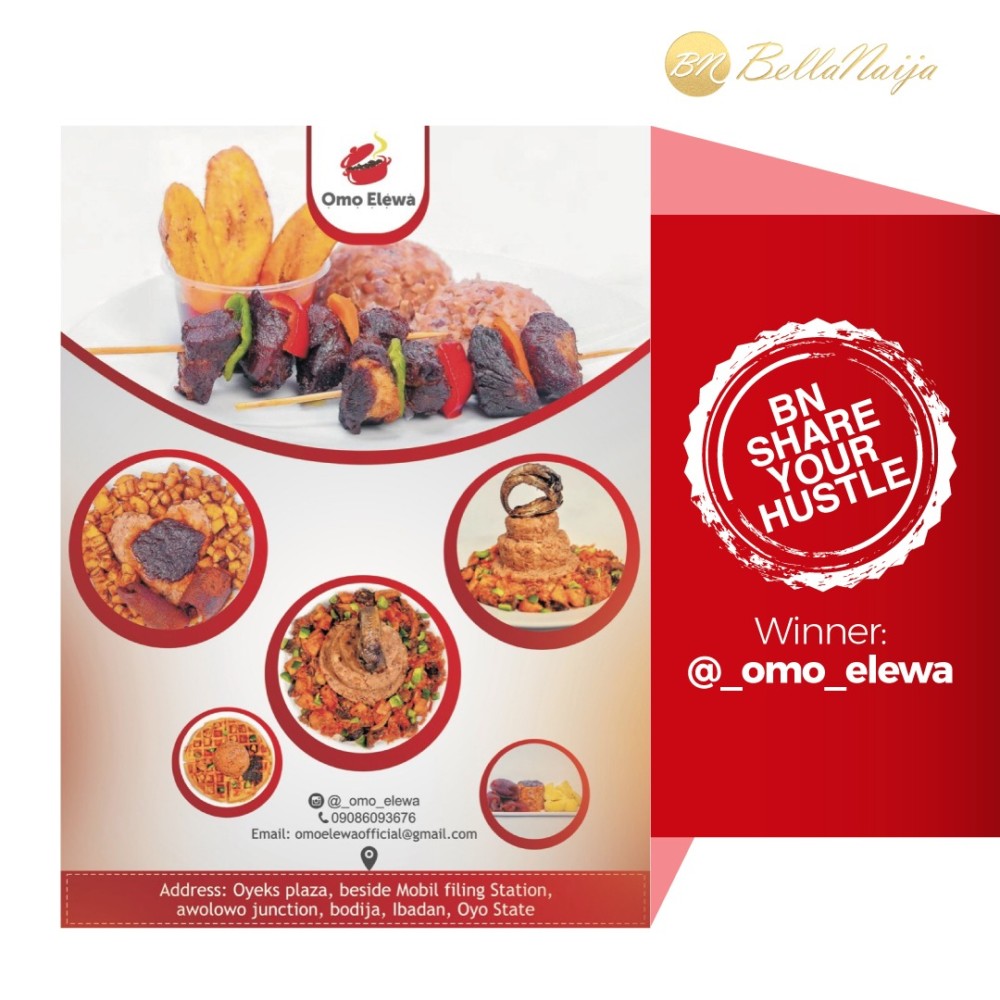 BN BellaNaija
Omo Elewa
BN
SHARE
YOUR
HUSTLE
Winner:
@_omo_elewa
@_omo_elewa
09086093676
Email: omoelewaofficial@gmail.com
Address: Oyeks plaza, beside Mobil filing Station,
awolowo junction, bodija, Ibadan, Oyo State